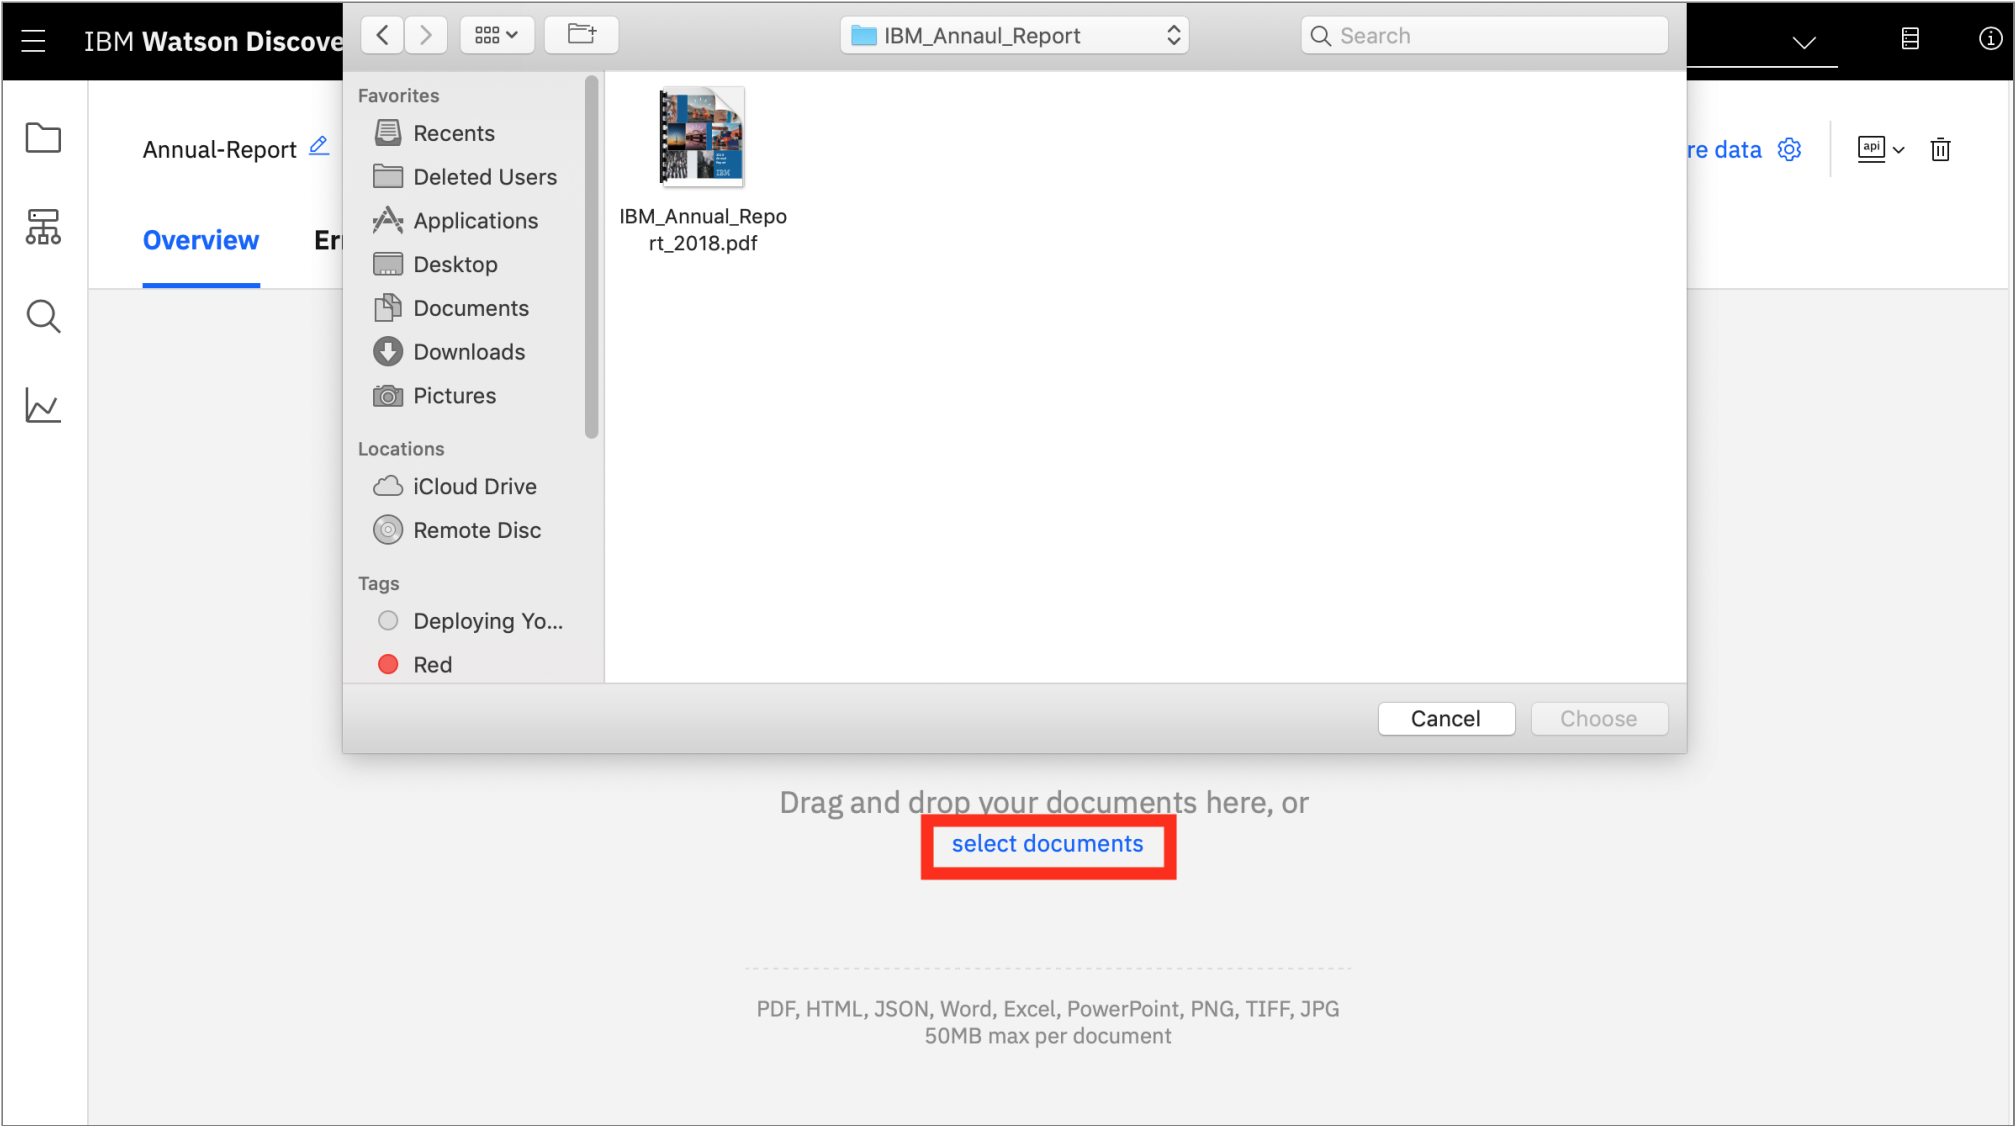 IBM Watson Discove
IBM_Annaul_Report
Search
Favorites
Recents
Deleted Users
Applications
Desktop
Documents
Downloads
Pictures
Locations
iCloud Drive
Remote Disc
Tags
Deploying Yo...
Red
IBM_Annual_Repo
rt_2018.pdf
Cancel
Choose
Annual-Report
re data
api
Overview
Er
Drag and drop your documents here, or
select documents
PDF, HTML, JSON, Word, Excel, PowerPoint, PNG, TIFF, JPG
50MB max per document